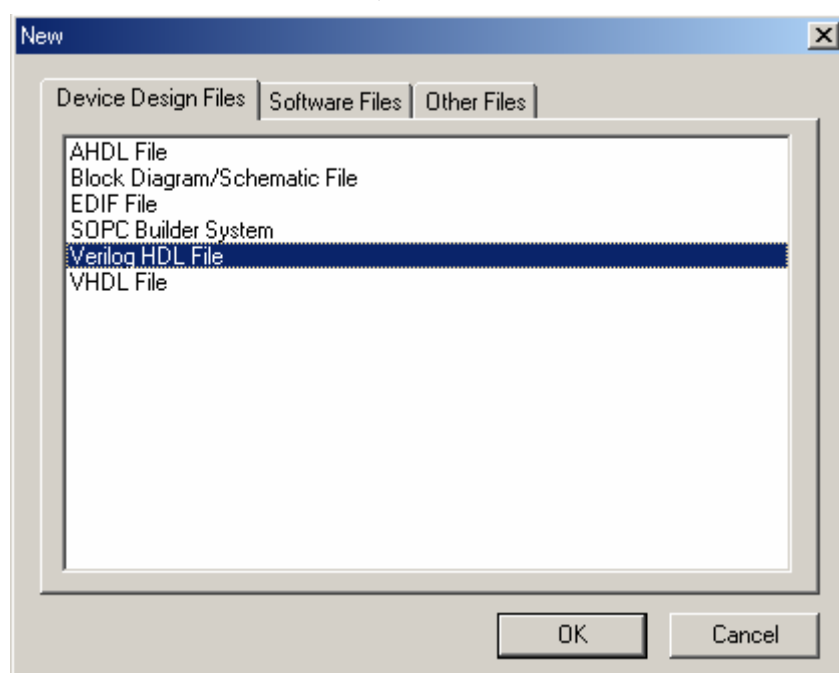 New
Device Design Files Software Files Other Files
AHDL File
Block Diagram/Schematic File
EDIF File
SOPC Builder System
Verilog HDL File
VHDL File
OK Cancel